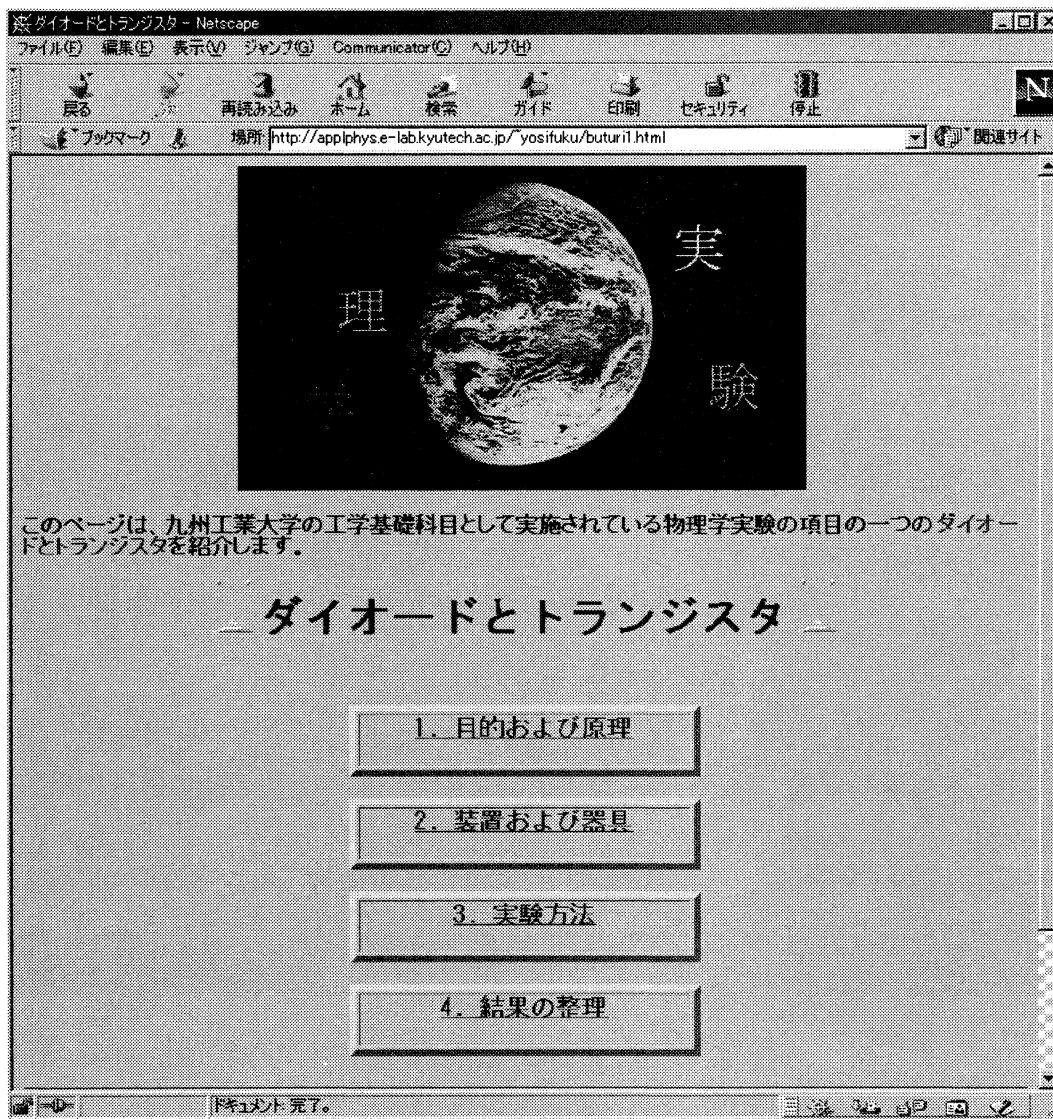 ダイオードとトランジスタ - Netscape
ファイル(F) 編集(E) 表示(V) ジャンプ(G) Communicator(C) ヘルプ(H)
戻る 再読み込み ホーム 検索 ガイド 印刷 セキュリティ 停止
N
ブックマーク 場所: http://applphys.e-lab.kyutech.ac.jp/~yosifuku/buturi1.html 関連サイト
理
実
験
このページは、九州工業大学の工学基礎科目として実施されている物理学実験の項目の一つのダイオー
ドとトランジスタを紹介します。
ダイオードとトランジスタ
1. 目的および原理
2. 装置および器具
3. 実験方法
4. 結果の整理
ドキュメント: 完了。